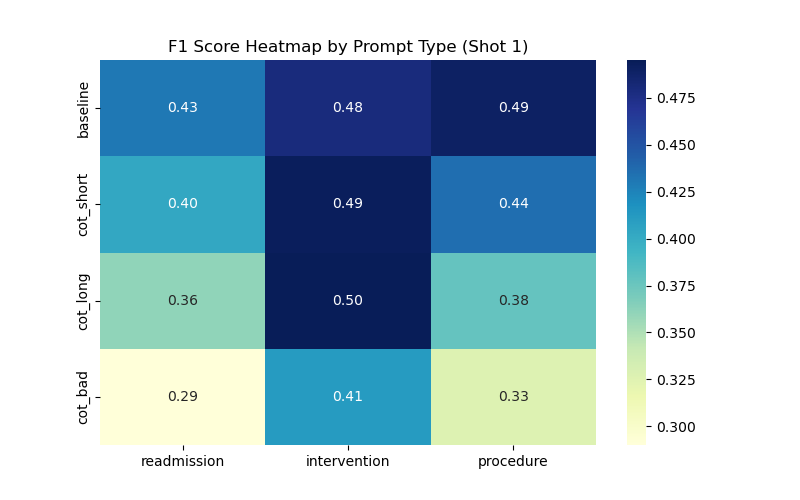 F1 Score Heatmap by Prompt Type (Shot 1)
baseline 0.43 0.48 0.49
cot_short 0.40 0.49 0.44
cot_long 0.36 0.50 0.38
cot_bad 0.29 0.41 0.33
readmission intervention procedure
0.475
0.450
0.425
0.400
0.375
0.350
0.325
0.300